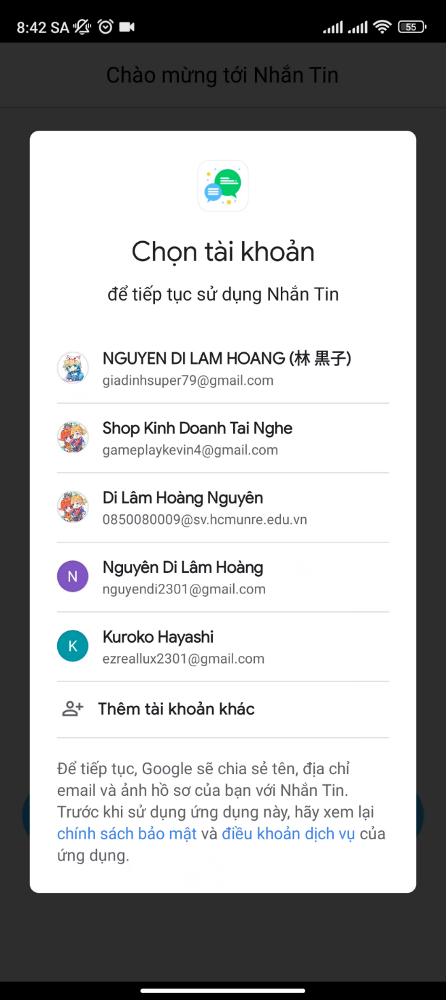 8:42 SA
55
Chào mừng tới Nhắn Tin
Chọn tài khoản
để tiếp tục sử dụng Nhắn Tin
NGUYEN DI LAM HOANG (林 黒子)
giadinhsuper79@gmail.com
Shop Kinh Doanh Tai Nghe
gameplaykevin4@gmail.com
Di Lâm Hoàng Nguyên
0850080009@sv.hcmunre.edu.vn
N
Nguyên Di Lâm Hoàng
nguyendi2301@gmail.com
K
Kuroko Hayashi
ezreallux2301@gmail.com
Thêm tài khoản khác
Để tiếp tục, Google sẽ chia sẻ tên, địa chỉ
email và ảnh hồ sơ của bạn với Nhắn Tin.
Trước khi sử dụng ứng dụng này, hãy xem lại
chính sách bảo mật và điều khoản dịch vụ của
ứng dụng.